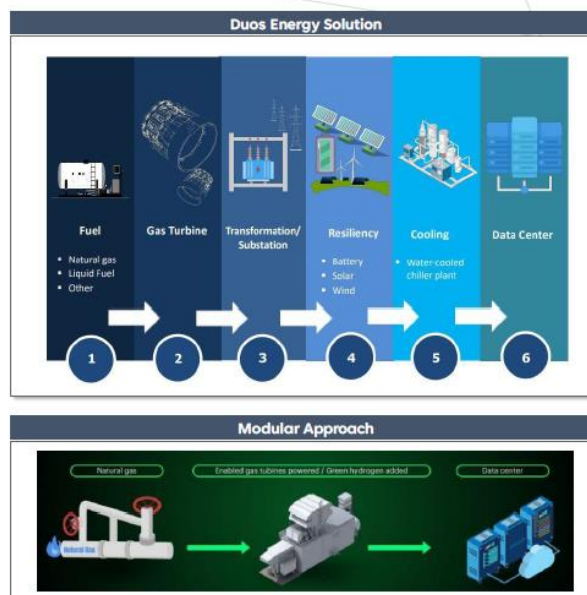 Duos Energy Solution
Fuel
Natural gas
Liquid Fuel
Other
Gas Turbine
Transformation/
Substation
Resiliency
Battery
Solar
Wind
Cooling
Water-cooled
chiller plant
Data Center
1
2
3
4
5
6
Modular Approach
Natural gas
Enabled gas tubines powered / Green hydrogen added
Data center
Natural Gas